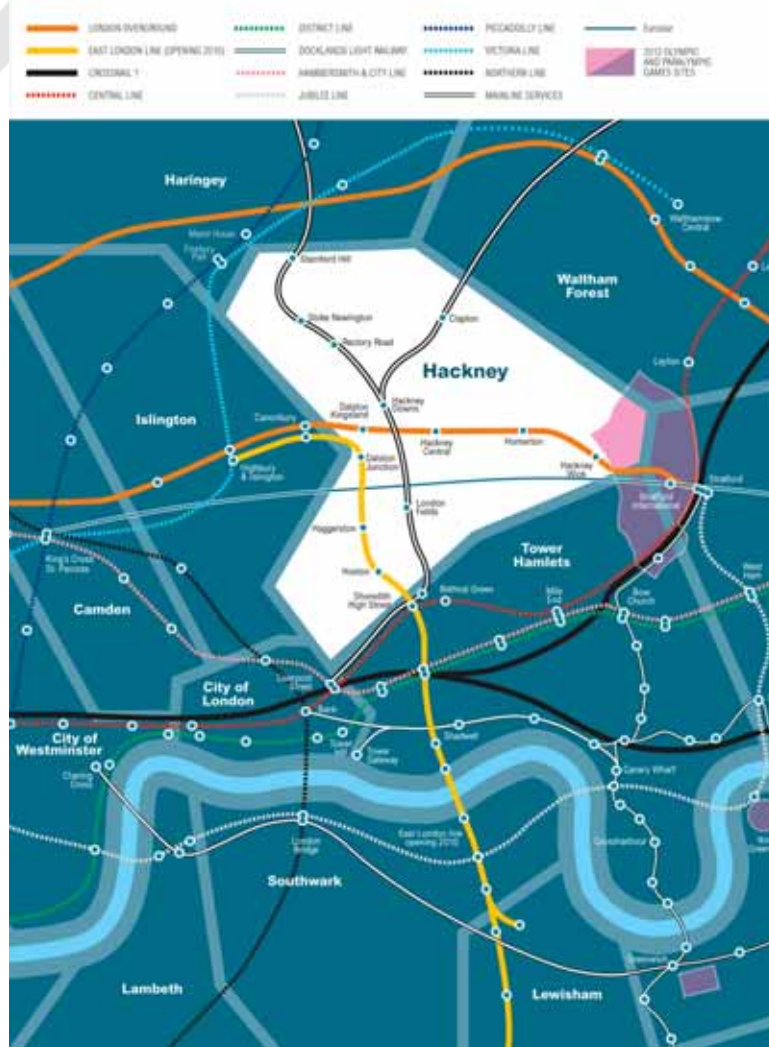 LONDON OVERGROUND
EAST LONDON LINE (OPENING 2010)
CROSSRAIL 1
CENTRAL LINE
DISTRICT LINE
DOCKLANDS LIGHT RAILWAY
HAMMERSMITH & CITY LINE
JUBILEE LINE
PICCADILLY LINE
VICTORIA LINE
NORTHERN LINE
MAINLINE SERVICES
Eurostar
2012 OLYMPIC
AND PARALYMPIC
GAMES SITES
Haringey
Manor House
Finsbury
Park
Stamford Hill
Walthamstow
Central
Waltham
Forest
Stoke Newington
Clapton
Rectory Road
Leyton
Hackney
Islington
Canonbury
Dalston
Kingsland
Hackney
Downs
Hackney
Central
Homerton
Highbury
& Islington
Dalston
Junction
Hackney
Wick
Stratford
Stratford
International
London
Fields
Haggerston
King's Cross
St. Pancras
Tower
Hamlets
Hoxton
West
Ham
Camden
Shoreditch
High Street
Bethnal Green
Mile
End
Bow
Church
City of
London
Liverpool
Street
Bank
City of
Westminster
Tower
Hill
Tower
Gateway
Shadwell
Charing
Cross
Canary Wharf
East London line
opening 2010
London
Bridge
Crossharbour
Southwark
Greenwich
Lambeth
Lewisham